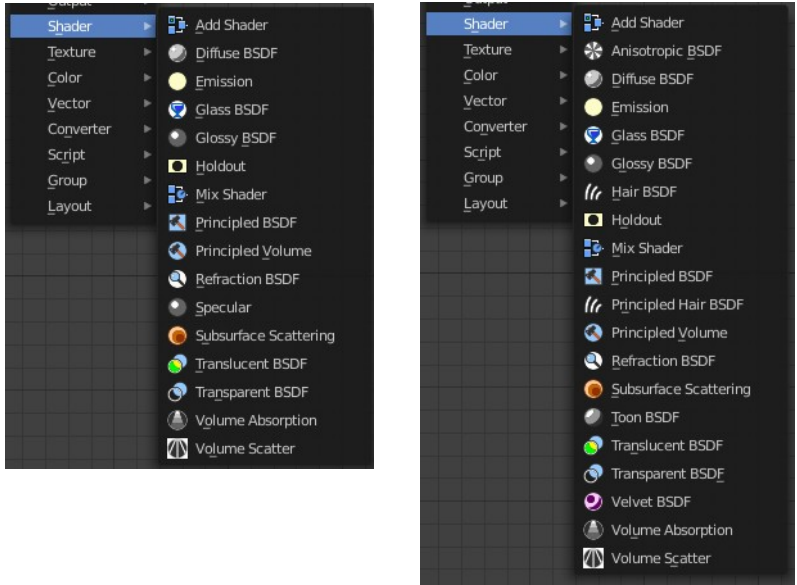 Output
Shader
Texture
Color
Vector
Converter
Script
Group
Layout
Add Shader
Diffuse BSDF
Emission
Glass BSDF
Glossy BSDF
Holdout
Mix Shader
Principled BSDF
Principled Volume
Refraction BSDF
Specular
Subsurface Scattering
Translucent BSDF
Transparent BSDF
Volume Absorption
Volume Scatter
Shader
Texture
Color
Vector
Converter
Script
Group
Layout
Add Shader
Anisotropic BSDF
Diffuse BSDF
Emission
Glass BSDF
Glossy BSDF
Hair BSDF
Holdout
Mix Shader
Principled BSDF
Principled Hair BSDF
Principled Volume
Refraction BSDF
Subsurface Scattering
Toon BSDF
Translucent BSDF
Transparent BSDF
Velvet BSDF
Volume Absorption
Volume Scatter